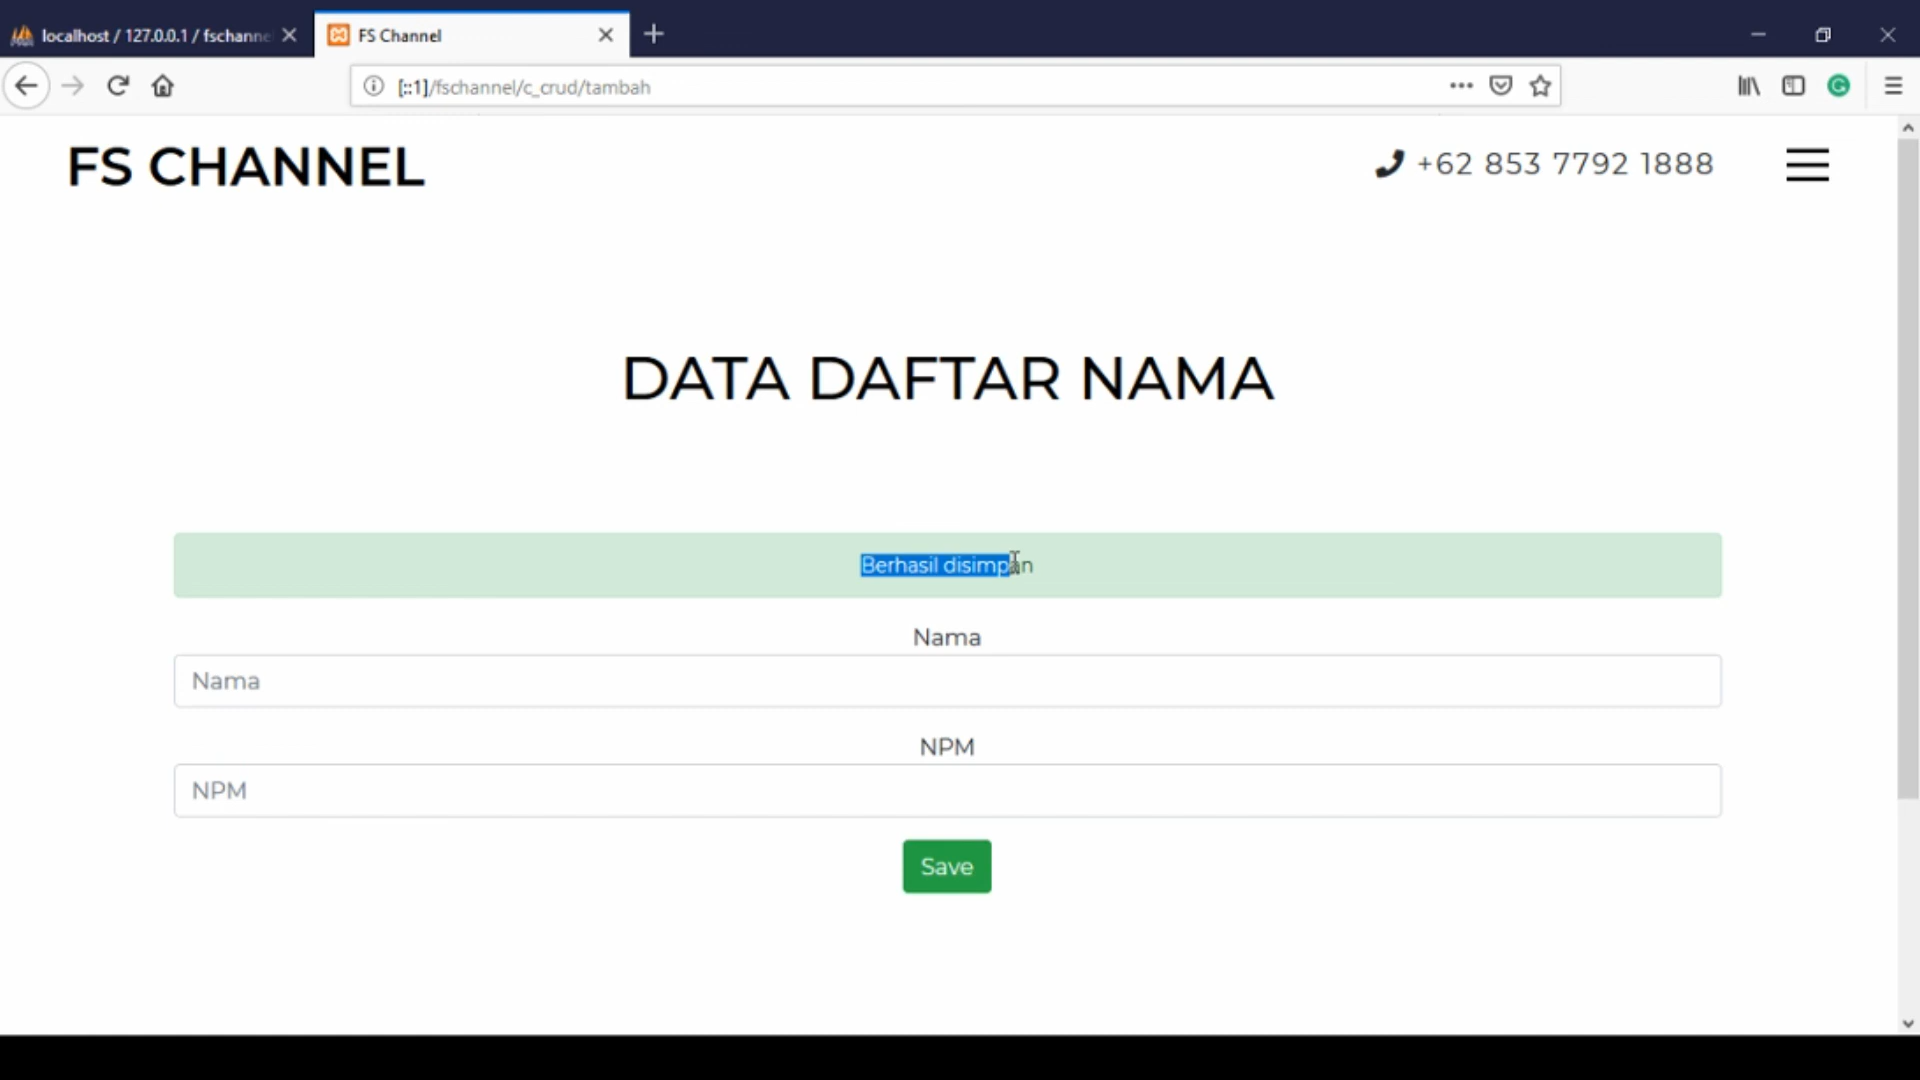 localhost / 127.0.0.1 / fschanne
FS Channel
[::1]/fschannel/c_crud/tambah
FS CHANNEL
+62 853 7792 1888
DATA DAFTAR NAMA
Berhasil disimpan
Nama
Nama
NPM
NPM
Save